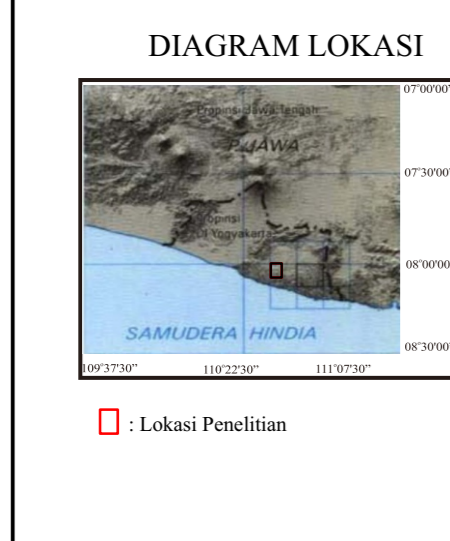 DIAGRAM LOKASI
07°00'00"
Propinsi Jawa Tengah
P. JAWA
07°30'00"
Propinsi
DI Yogyakarta
08°00'00"
SAMUDERA HINDIA
08°30'00"
109°37'30" 110°22'30" 111°07'30"
: Lokasi Penelitian